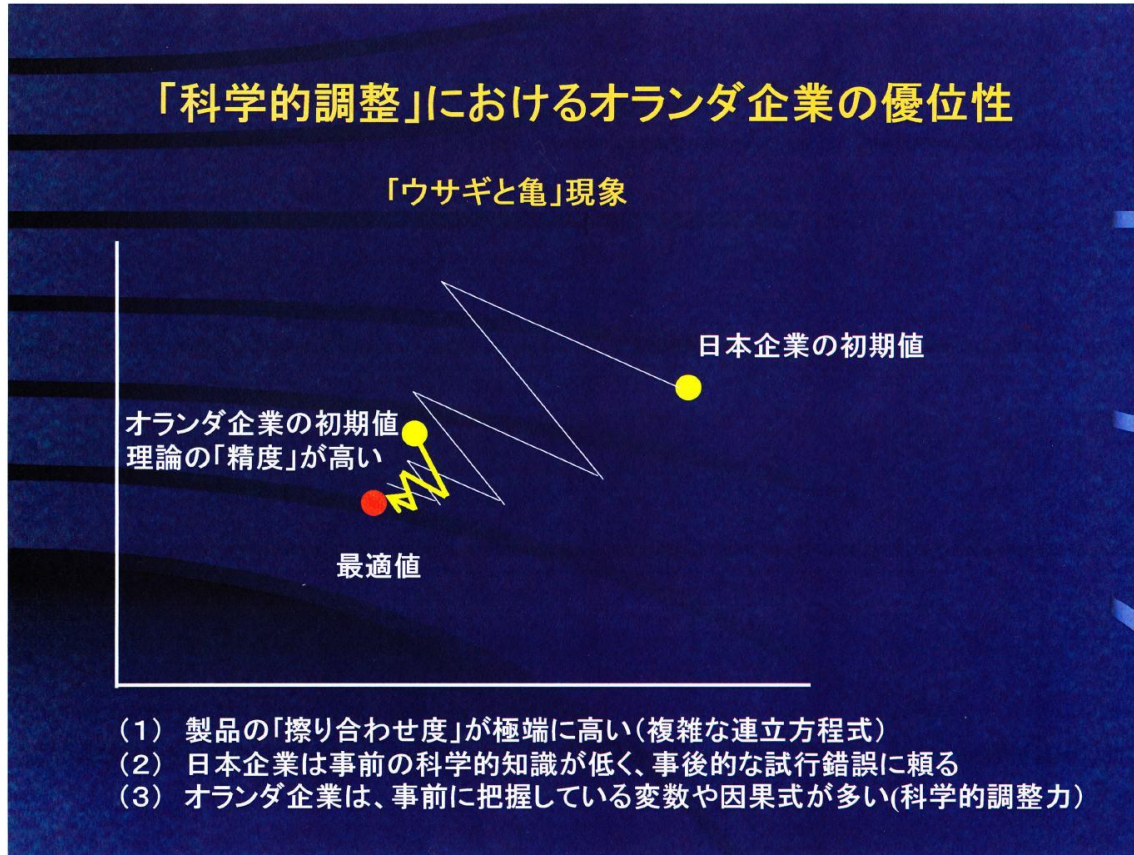 「科学的調整」におけるオランダ企業の優位性
「ウサギと亀」現象
日本企業の初期値
オランダ企業の初期値
理論の「精度」が高い
最適値
（１） 製品の「擦り合わせ度」が極端に高い（複雑な連立方程式）
（２） 日本企業は事前の科学的知識が低く、事後的な試行錯誤に頼る
（３） オランダ企業は、事前に把握している変数や因果式が多い(科学的調整力）